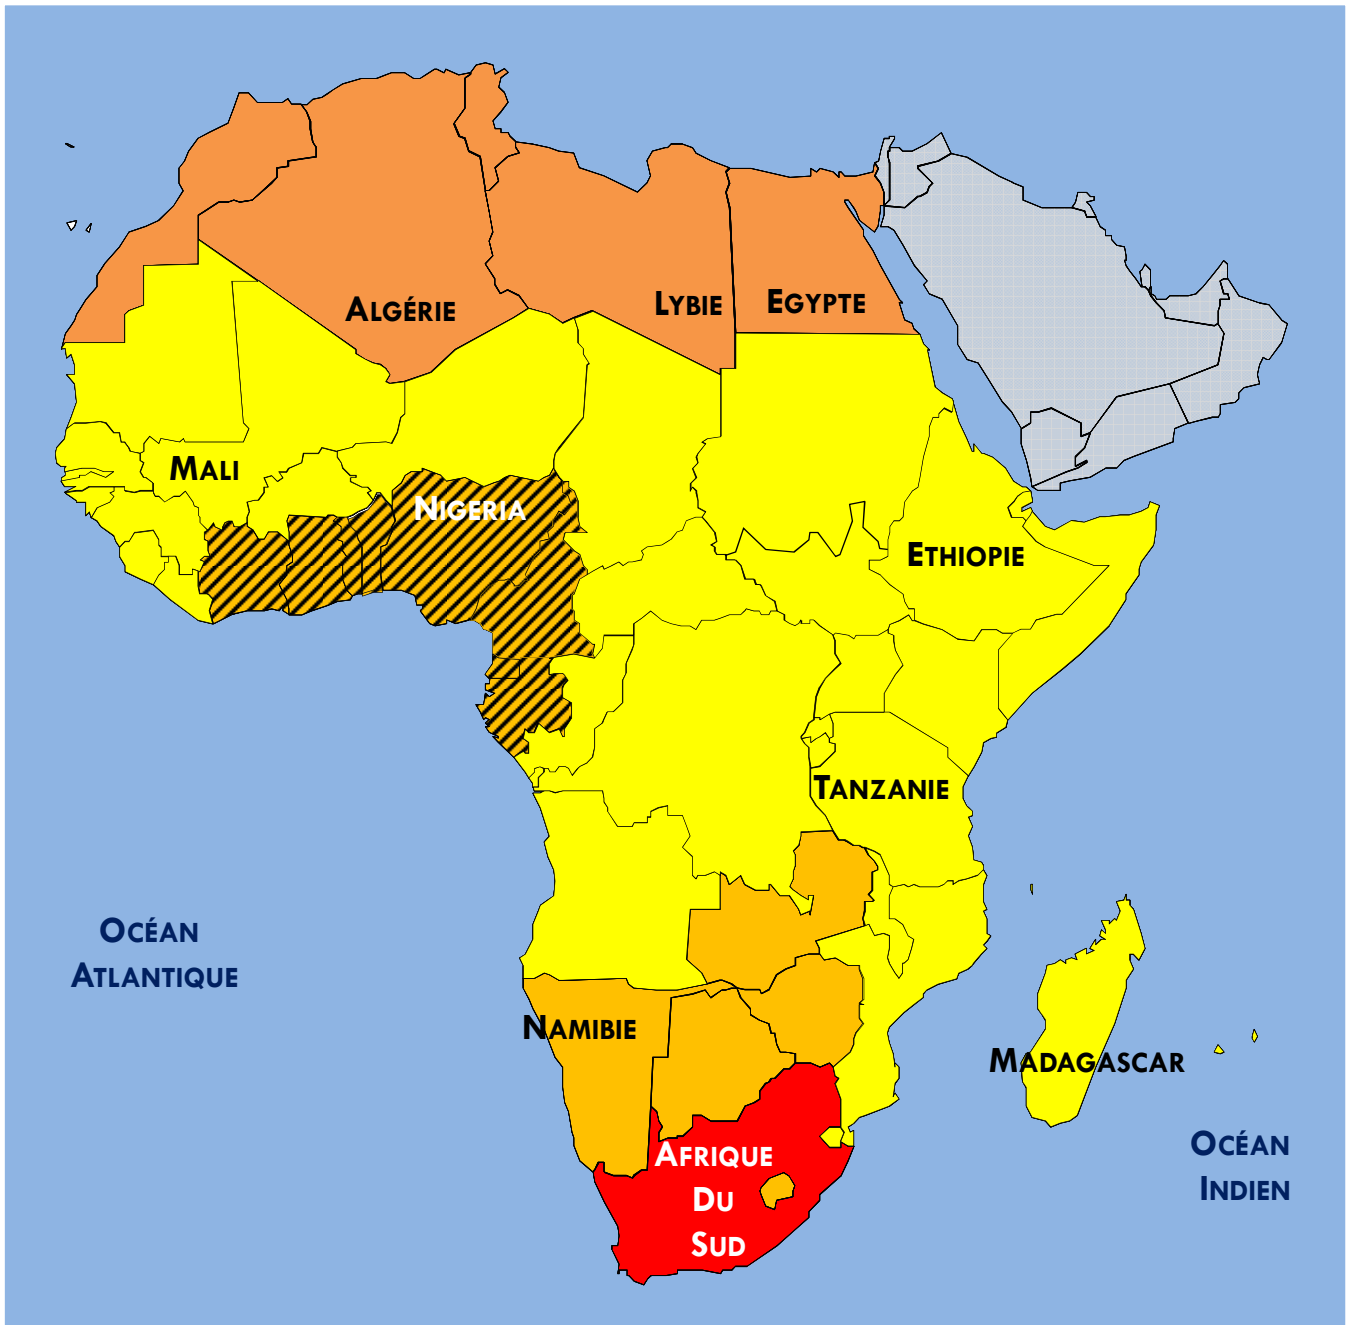 ALGÉRIE
LYBIE
EGYPTE
MALI
NIGERIA
ETHIOPIE
TANZANIE
OCÉAN
ATLANTIQUE
NAMIBIE
MADAGASCAR
AFRIQUE
DU
SUD
OCÉAN
INDIEN